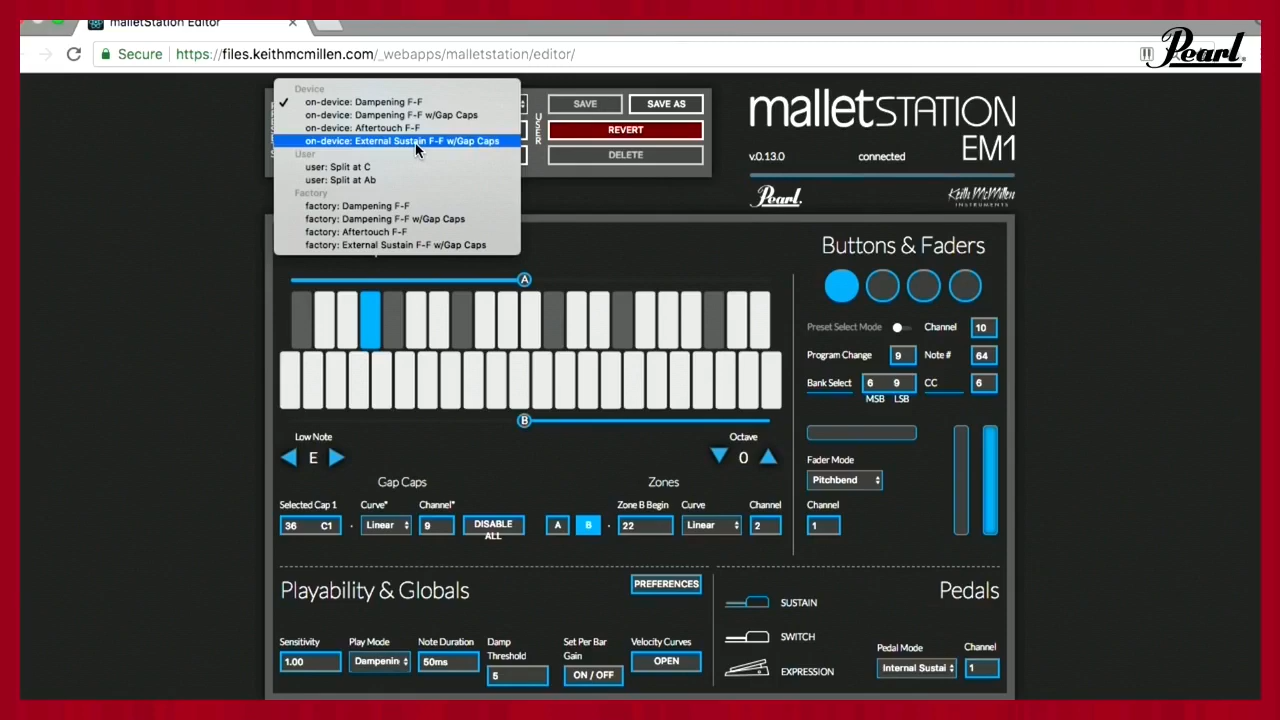 malletStation Editor
Secure https://files.keithmcmillen.com/_webapps/malletstation/editor/
Pearl
Device
✓ on-device: Dampening F-F
on-device: Dampening F-F w/Gap Caps
on-device: Aftertouch F-F
on-device: External Sustain F-F w/Gap Caps
User
user: Split at C
user: Split at Ab
Factory
factory: Dampening F-F
factory: Dampening F-F w/Gap Caps
factory: Aftertouch F-F
factory: External Sustain F-F w/Gap Caps
USER
SAVE SAVE AS
REVERT
DELETE
malletSTATION
EM1
v.0.13.0 connected
Pearl Keith McMillen
INSTRUMENTS
Buttons & Faders
A
Preset Select Mode Channel 10
Program Change 9 Note # 64
Bank Select 6 9 CC 6
MSB LSB
B
Low Note Octave
E 0
Fader Mode
Pitchbend
Gap Caps Zones
Selected Cap 1 Curve* Channel* Zone B Begin Curve Channel Channel
36 C1 Linear 9 DISABLE ALL A B 22 Linear 2 1
Playability & Globals PREFERENCES
Sensitivity Play Mode Note Duration Damp Threshold Set Per Bar Gain Velocity Curves
1.00 Dampenin 50ms 5 ON / OFF OPEN
Pedals
SUSTAIN
SWITCH
EXPRESSION
Pedal Mode Channel
Internal Sustai 1